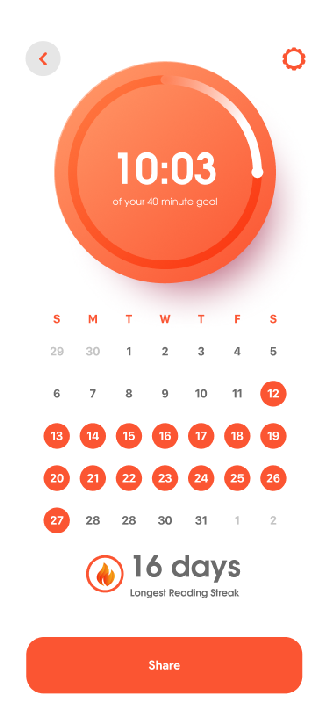 10:03
of your 40 minute goal
S M T W T F S
29 30 1 2 3 4 5
6 7 8 9 10 11 12
13 14 15 16 17 18 19
20 21 22 23 24 25 26
27 28 28 30 31 1 2
16 days
Longest Reading Streak
Share